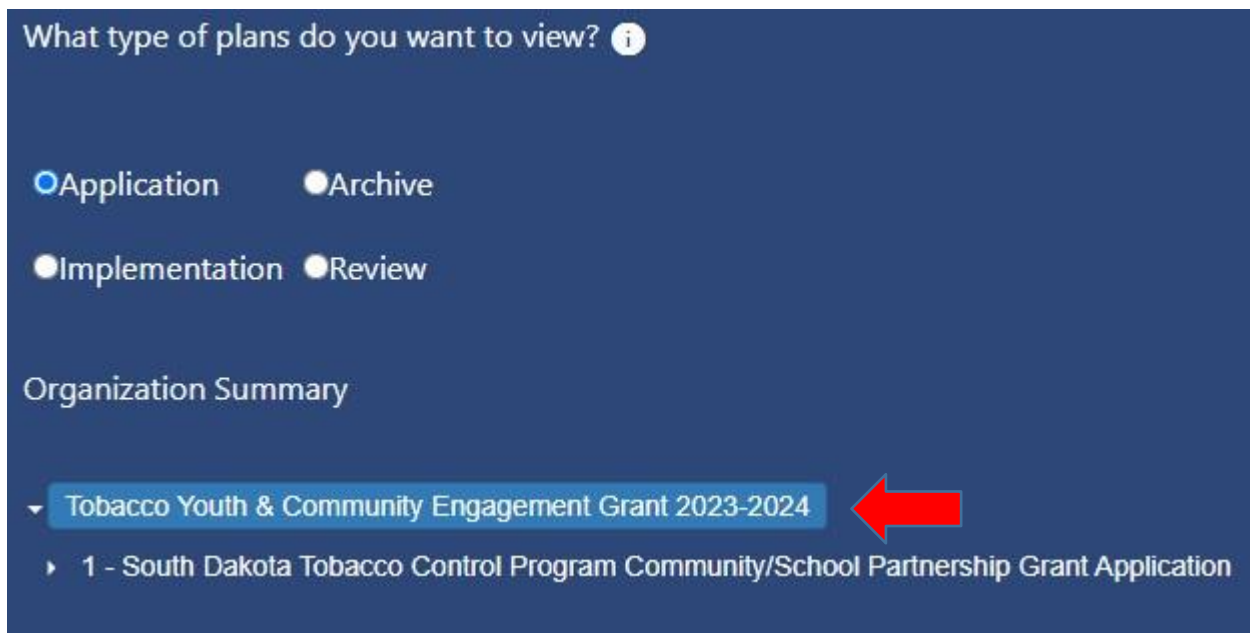 What type of plans do you want to view? i
Application Archive
Implementation Review
Organization Summary
Tobacco Youth & Community Engagement Grant 2023-2024
1 - South Dakota Tobacco Control Program Community/School Partnership Grant Application